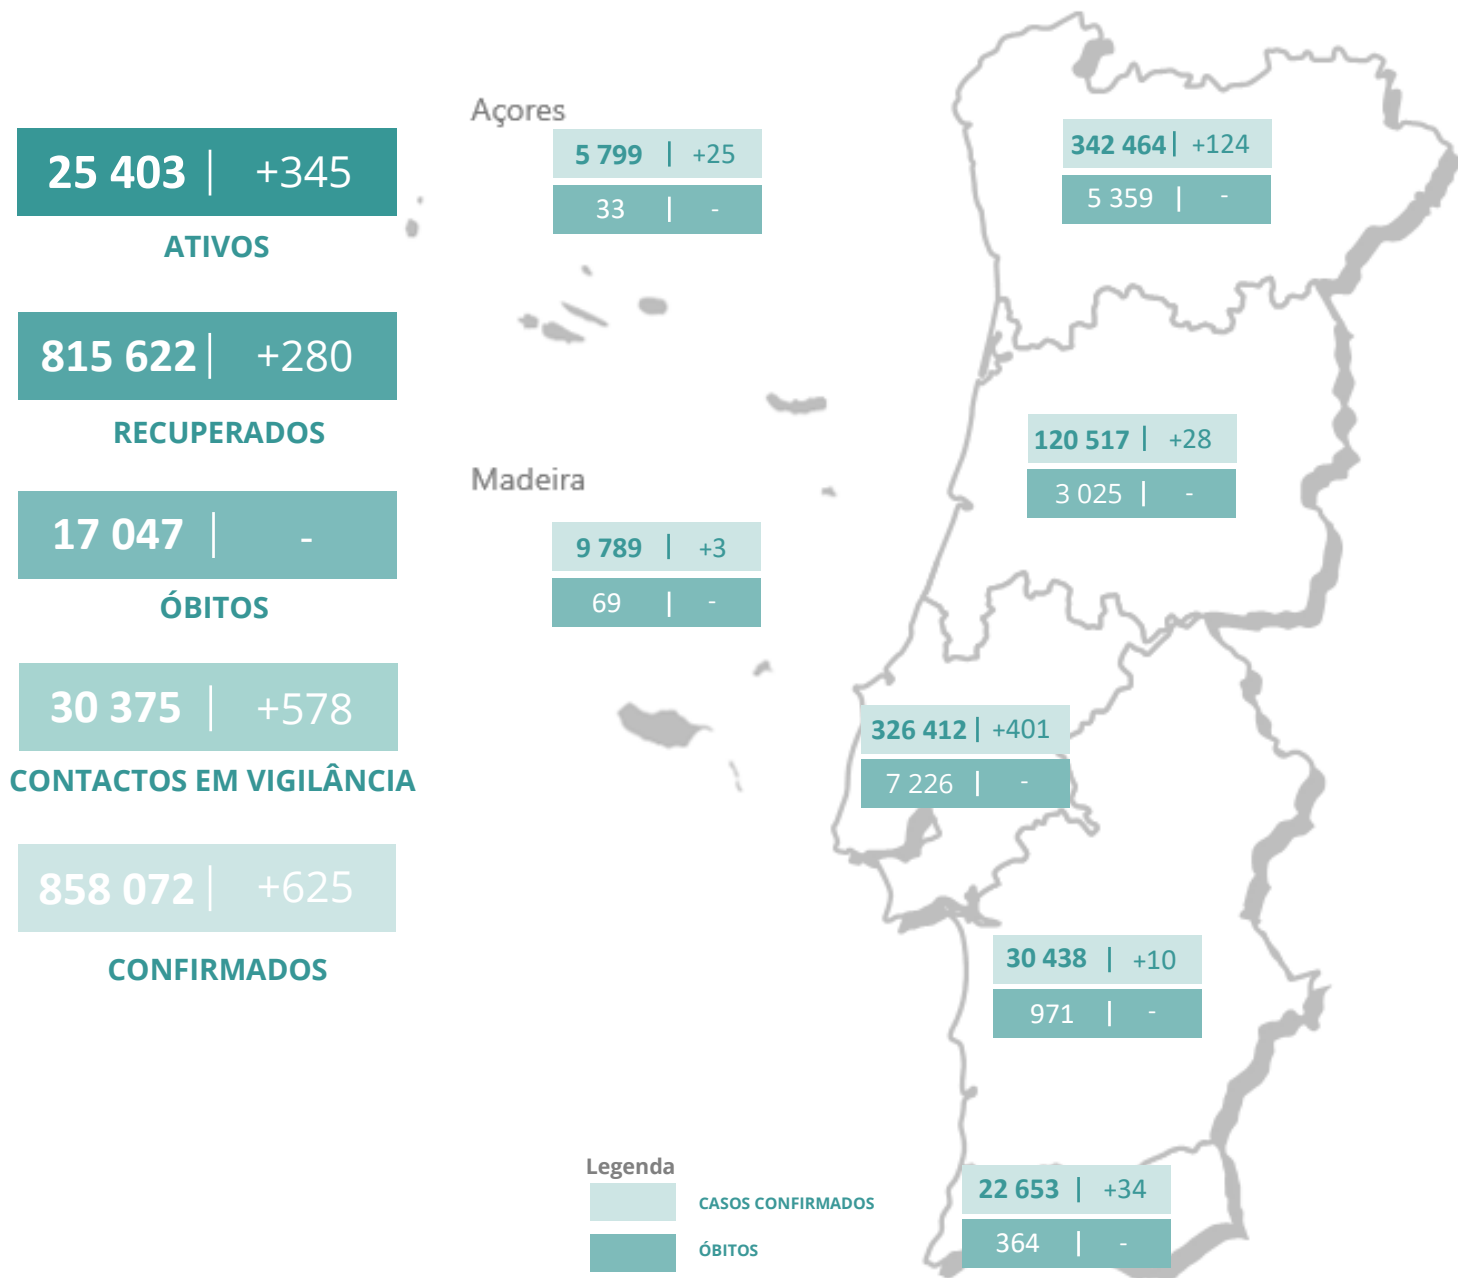 25 403 | +345
ATIVOS
815 622 | +280
RECUPERADOS
17 047 | -
ÓBITOS
30 375 | +578
CONTACTOS EM VIGILÂNCIA
858 072 | +625
CONFIRMADOS
Açores
5 799 | +25
33 | -
Madeira
9 789 | +3
69 | -
342 464 | +124
5 359 | -
120 517 | +28
3 025 | -
326 412 | +401
7 226 | -
30 438 | +10
971 | -
22 653 | +34
364 | -
Legenda
CASOS CONFIRMADOS
ÓBITOS